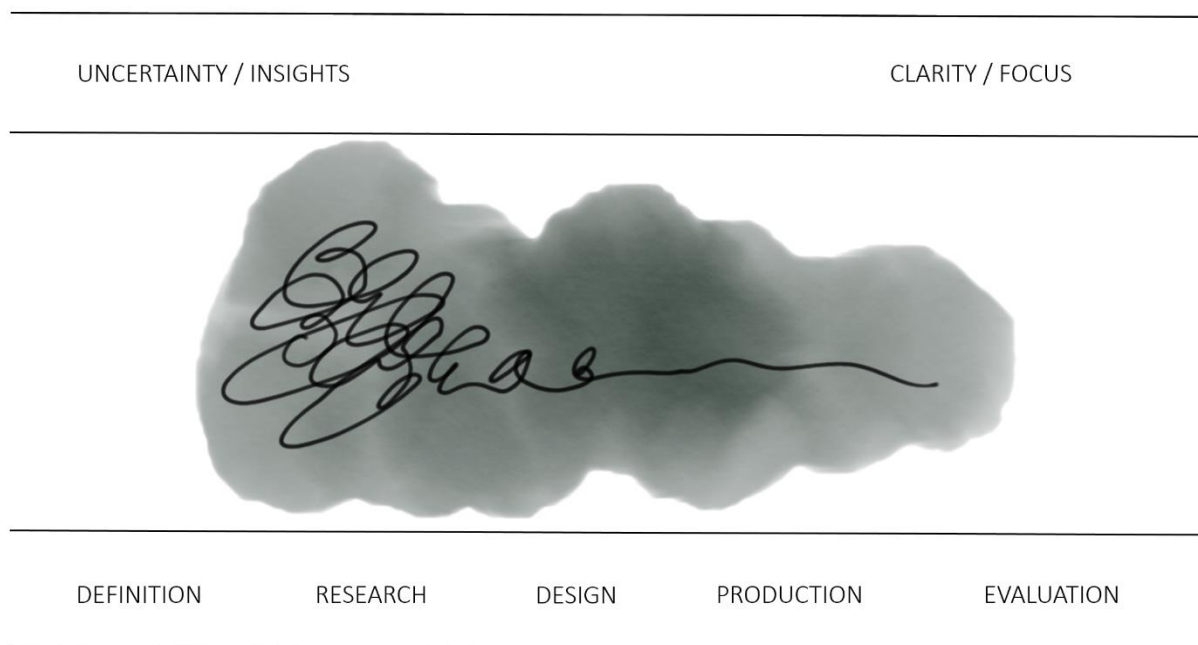 UNCERTAINTY / INSIGHTS CLARITY / FOCUS
DEFINITION RESEARCH DESIGN PRODUCTION EVALUATION